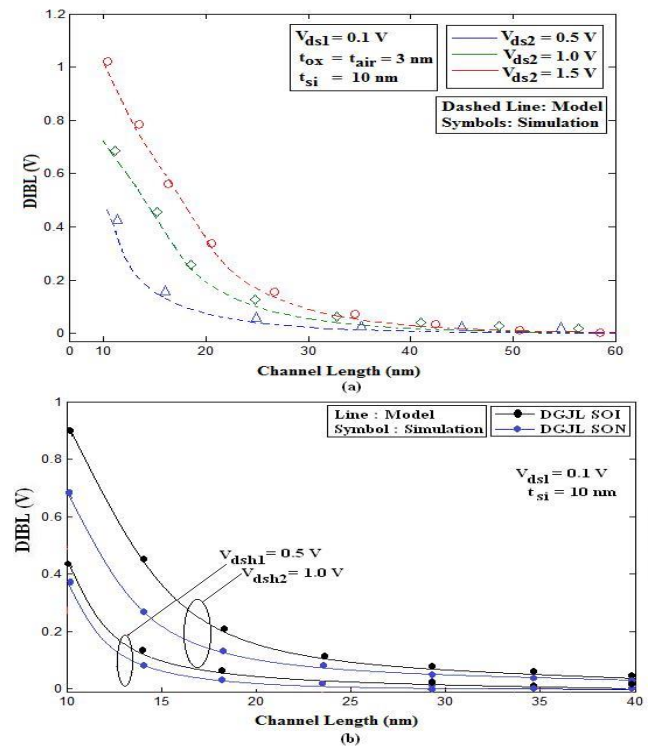 V_ds1 = 0.1 V
t_ox = t_air = 3 nm
t_si = 10 nm
V_ds2 = 0.5 V
V_ds2 = 1.0 V
V_ds2 = 1.5 V
Dashed Line: Model
Symbols: Simulation
DIBL (V)
1
0.8
0.6
0.4
0.2
0
0 10 20 30 40 50 60
Channel Length (nm)
(a)
Line : Model
Symbol : Simulation
DGJL SOI
DGJL SON
V_dsl = 0.1 V
t_si = 10 nm
V_dsh1 = 0.5 V
V_dsh2 = 1.0 V
DIBL (V)
1
0.8
0.6
0.4
0.2
0
10 15 20 25 30 35 40
Channel Length (nm)
(b)